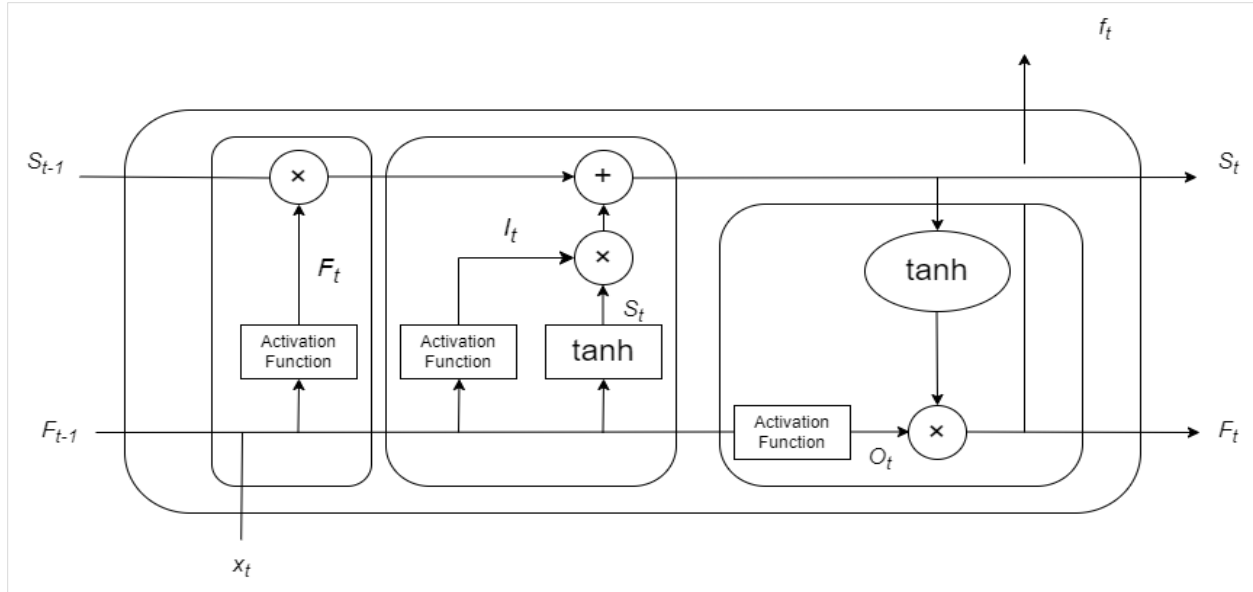 f_t
S_{t-1}
×
+
S_t
I_t
×
tanh
F_t
S_t
Activation
Function
Activation
Function
tanh
F_{t-1}
Activation
Function
×
F_t
O_t
x_t